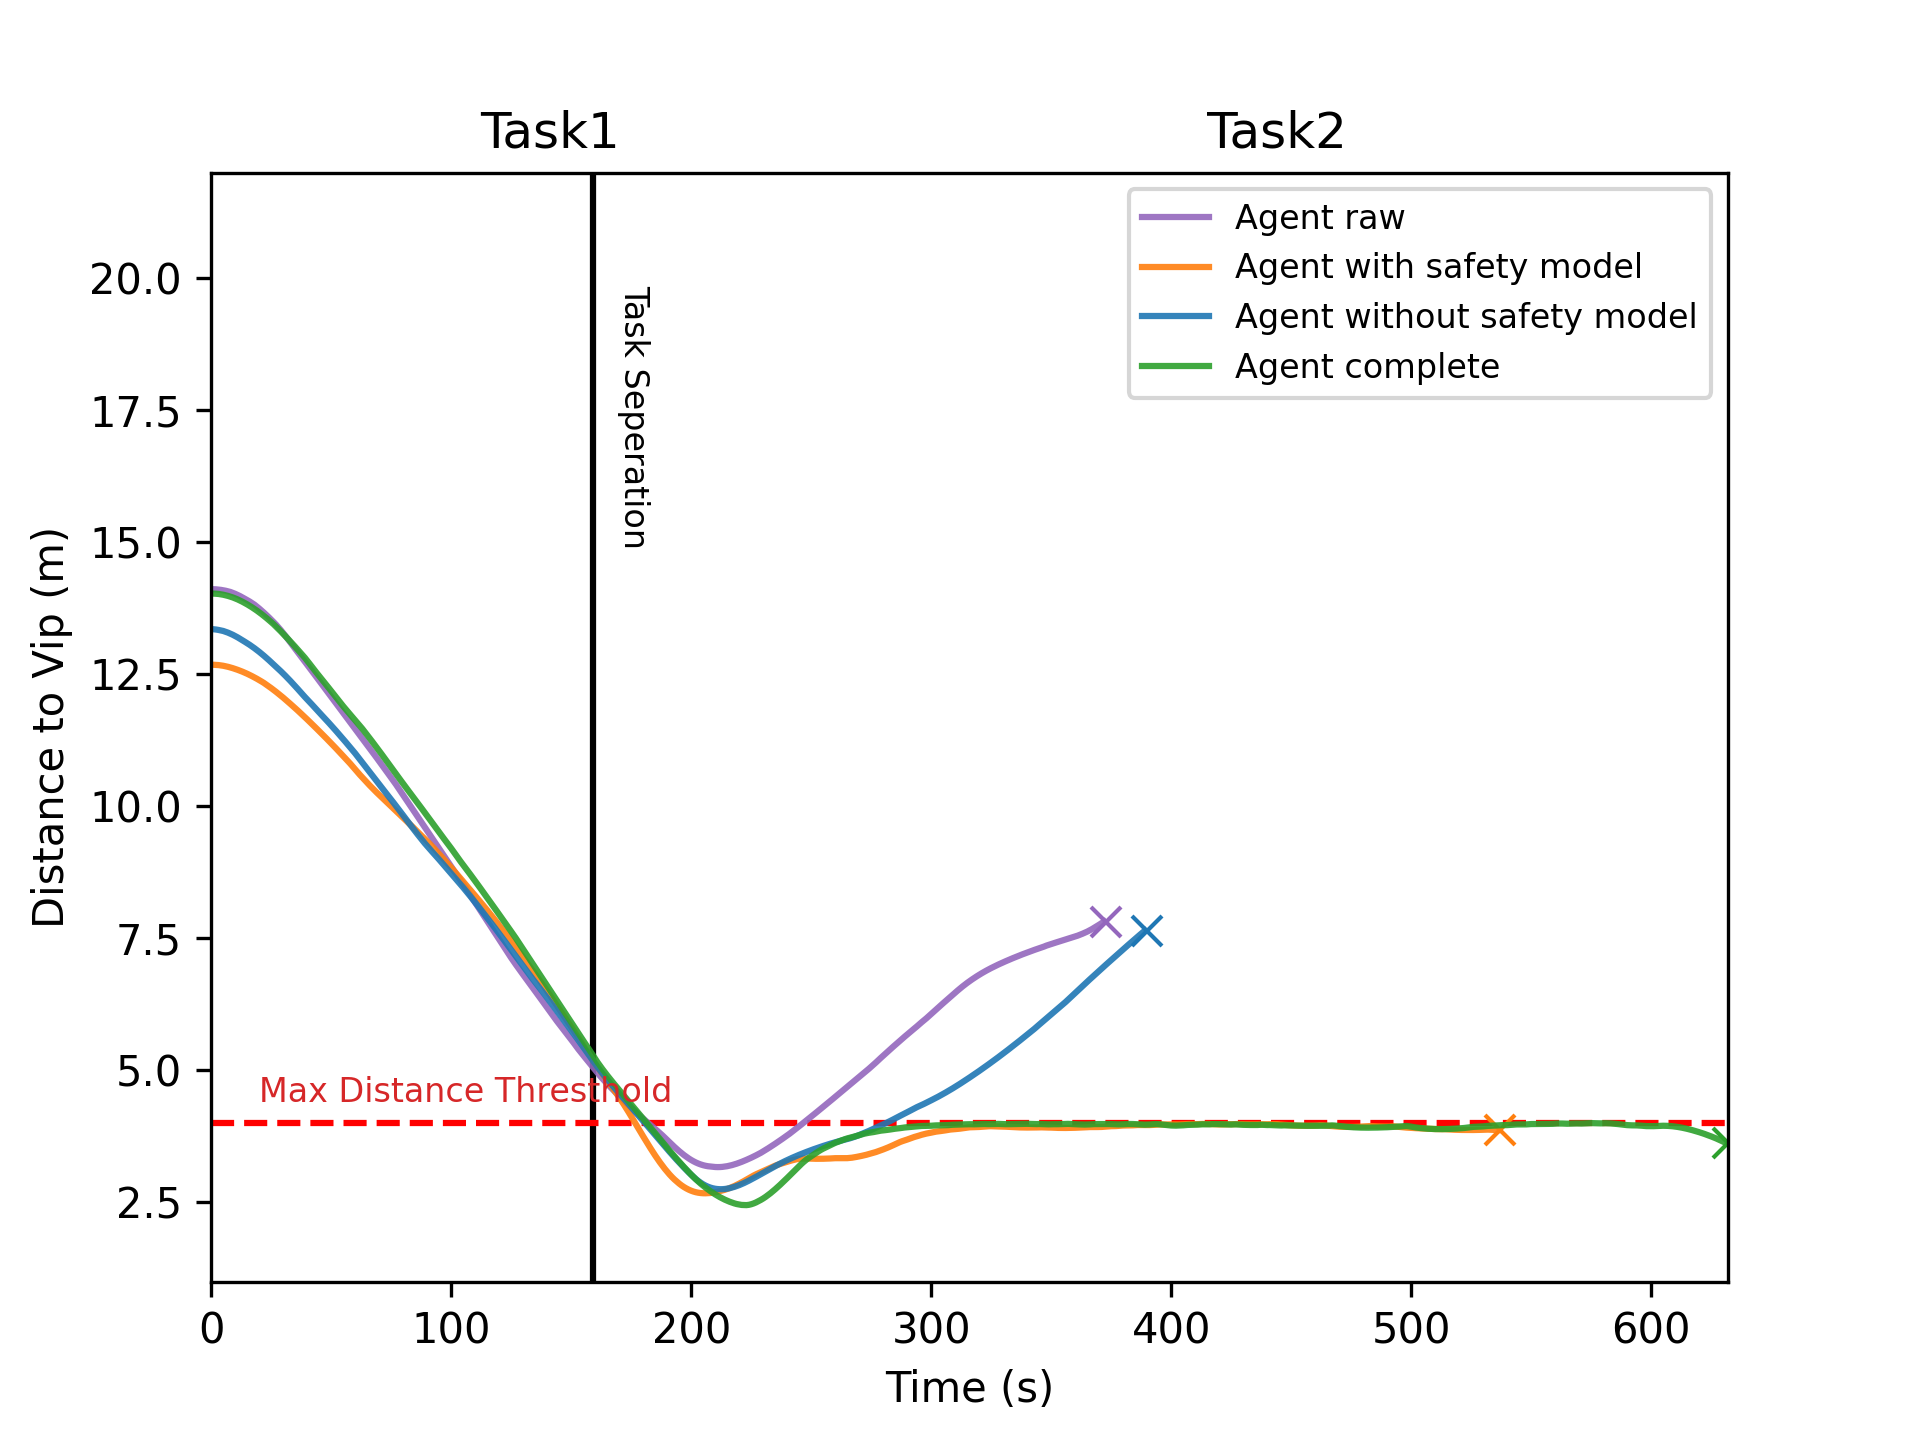 Task1
Task2
Agent raw
Agent with safety model
Agent without safety model
Agent complete
Task Seperation
Max Distance Thresthold
20.0
17.5
15.0
12.5
10.0
7.5
5.0
2.5
Distance to Vip (m)
0
100
200
300
400
500
600
Time (s)